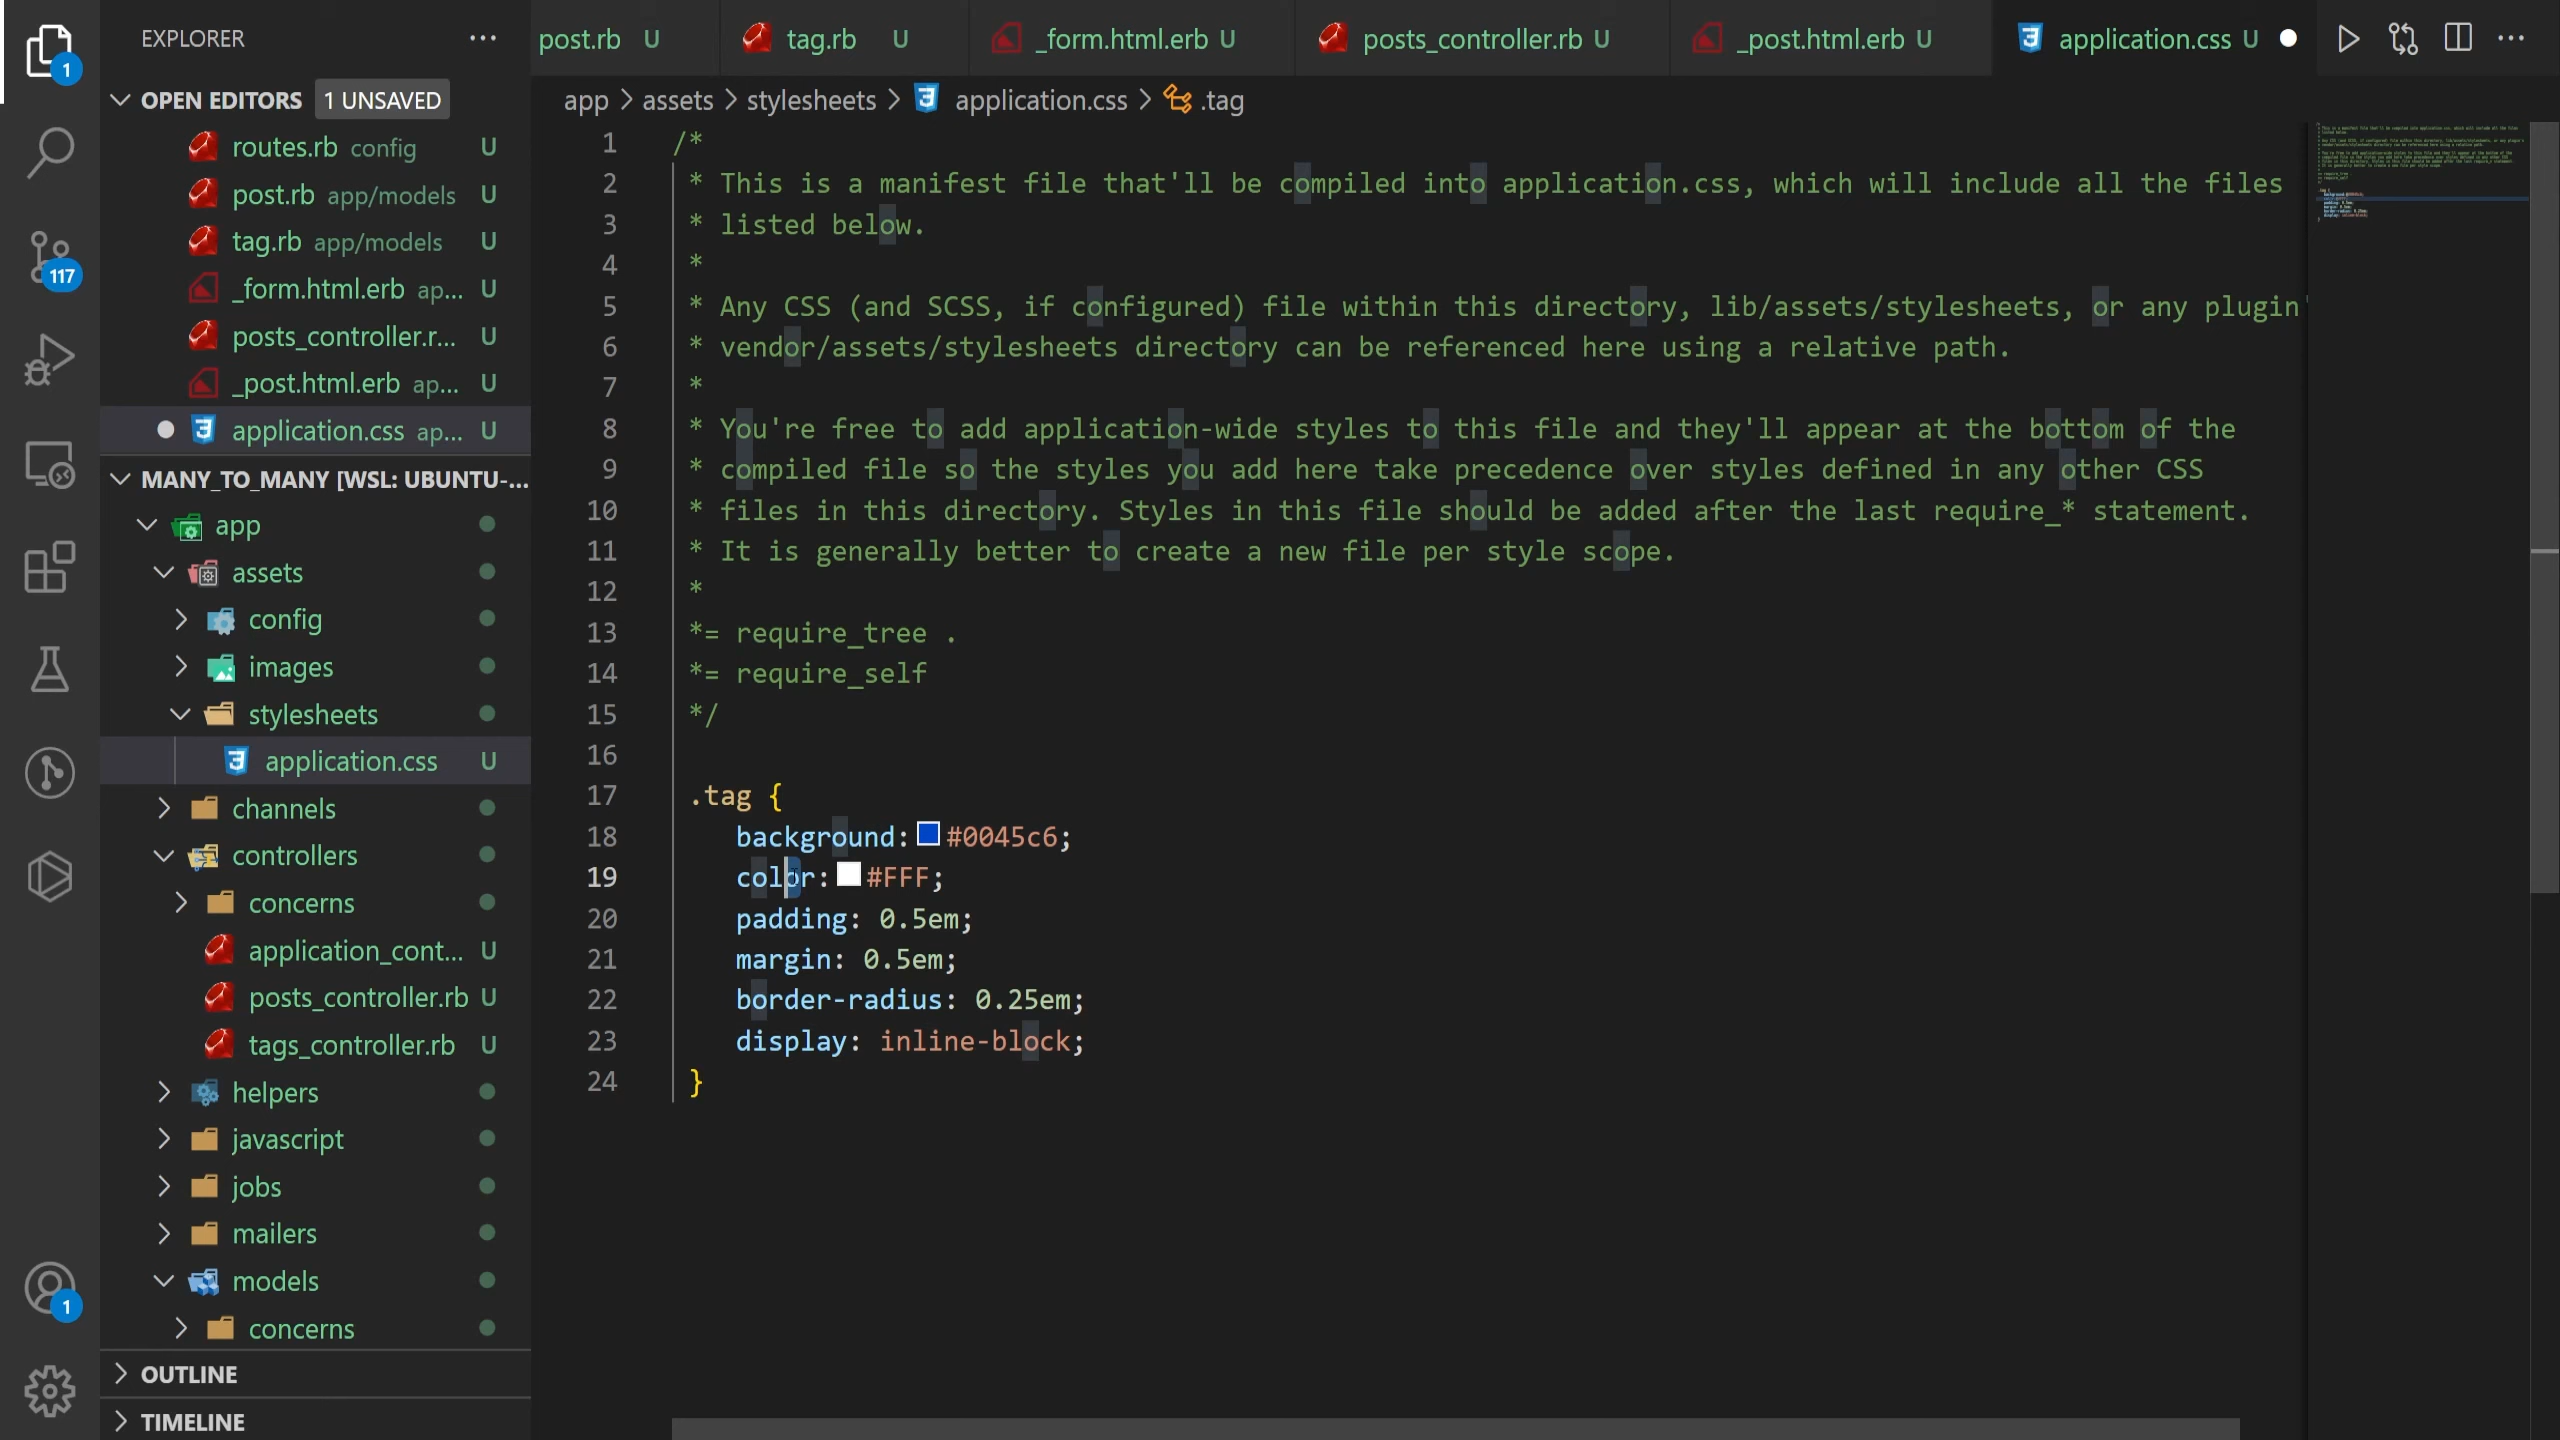 EXPLORER
OPEN EDITORS 1 UNSAVED
routes.rb config U
post.rb app/models U
tag.rb app/models U
_form.html.erb ap... U
posts_controller.r... U
_post.html.erb ap... U
application.css ap... U
MANY_TO_MANY [WSL: UBUNTU-...
app
assets
config
images
stylesheets
application.css U
channels
controllers
concerns
application_cont... U
posts_controller.rb U
tags_controller.rb U
helpers
javascript
jobs
mailers
models
concerns
OUTLINE
TIMELINE
1
117
1
post.rb U tag.rb U _form.html.erb U posts_controller.rb U _post.html.erb U application.css U
app > assets > stylesheets > application.css > .tag
1 /*
2 * This is a manifest file that'll be compiled into application.css, which will include all the files
3 * listed below.
4 *
5 * Any CSS (and SCSS, if configured) file within this directory, lib/assets/stylesheets, or any plugin'
6 * vendor/assets/stylesheets directory can be referenced here using a relative path.
7 *
8 * You're free to add application-wide styles to this file and they'll appear at the bottom of the
9 * compiled file so the styles you add here take precedence over styles defined in any other CSS
10 * files in this directory. Styles in this file should be added after the last require_* statement.
11 * It is generally better to create a new file per style scope.
12 *
13 *= require_tree .
14 *= require_self
15 */
16
17 .tag {
18 background: #0045c6;
19 color: #FFF;
20 padding: 0.5em;
21 margin: 0.5em;
22 border-radius: 0.25em;
23 display: inline-block;
24 }